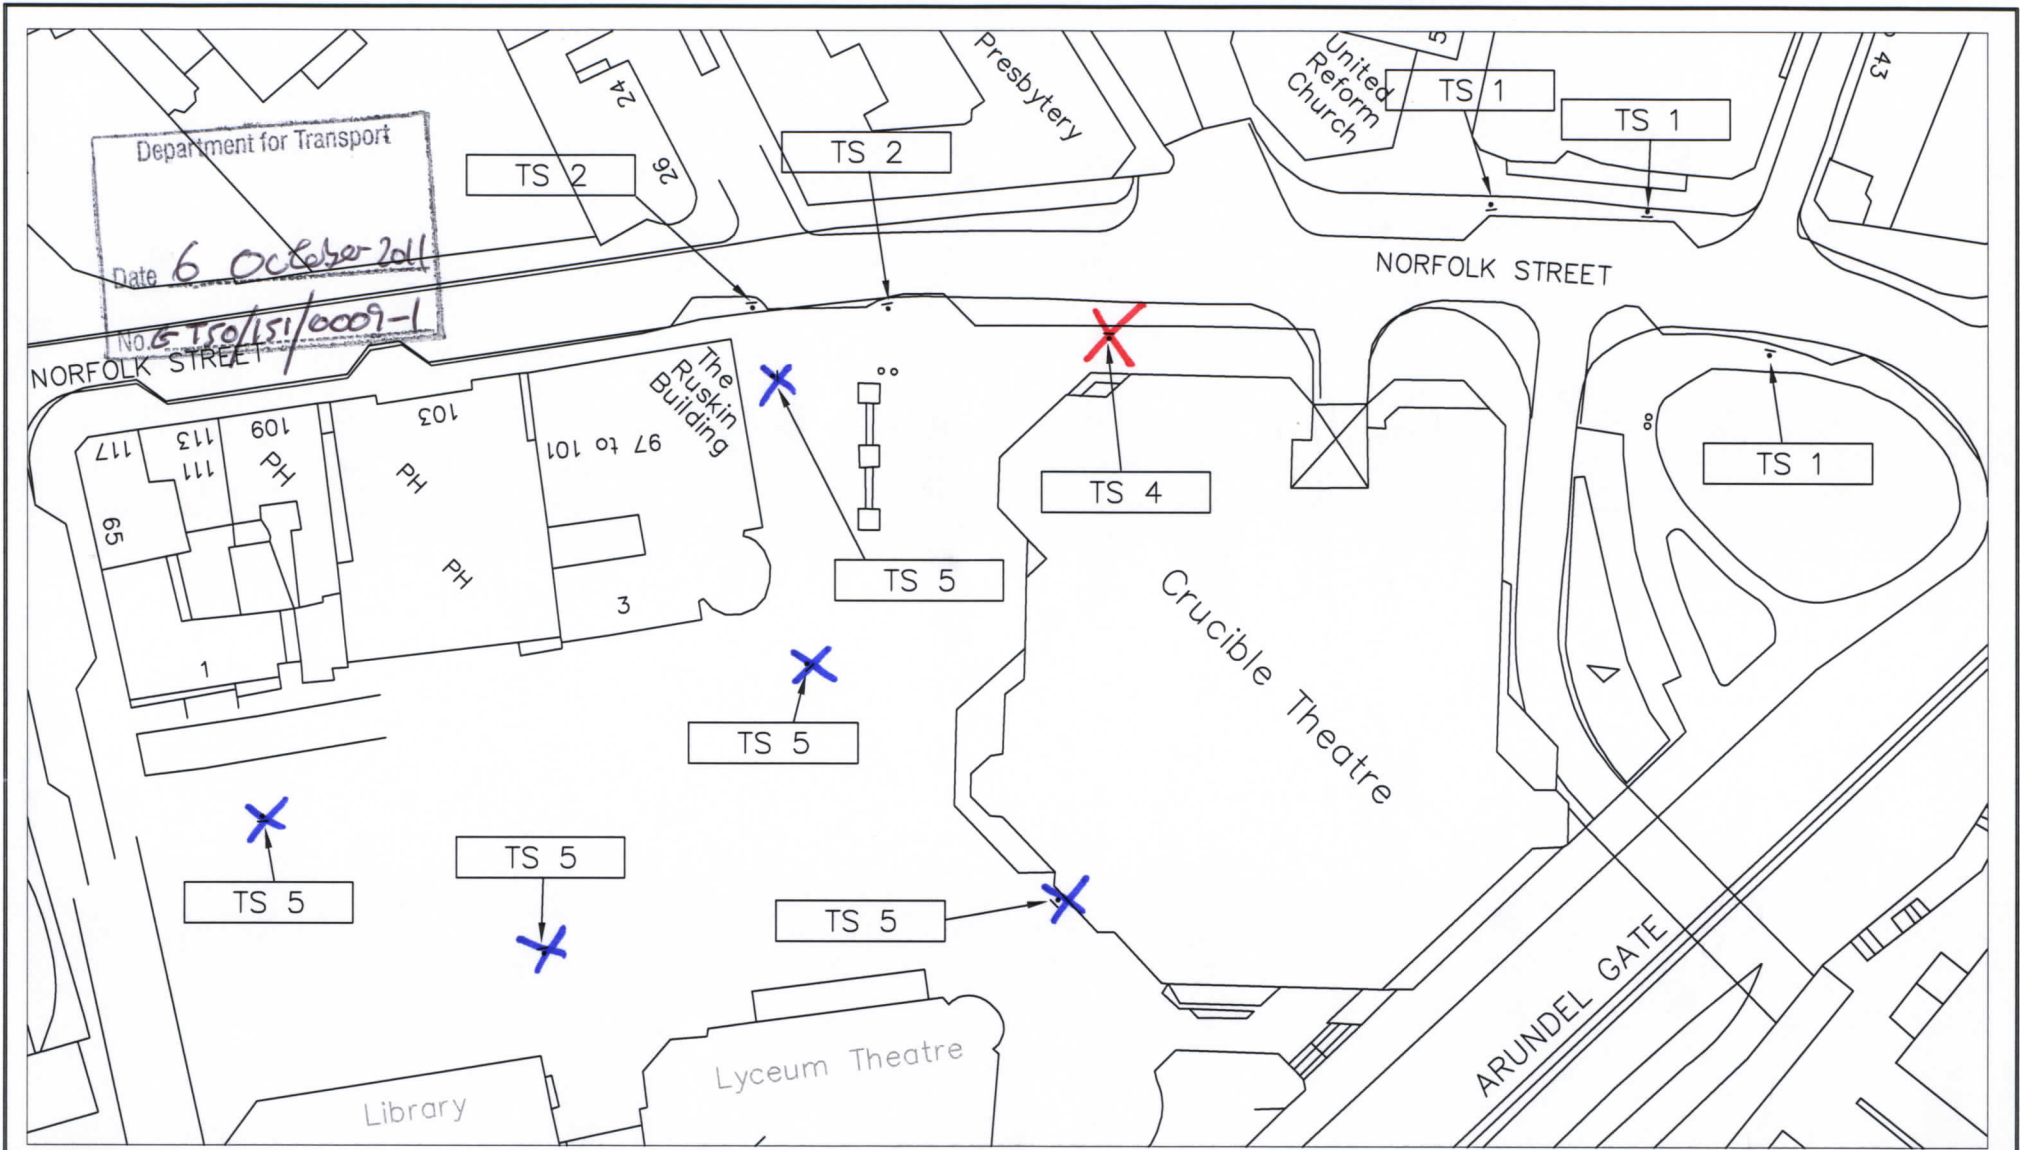 Presbytery
United
Reform
Church
5
43
TS 1
TS 1
24
26
TS 2
TS 2
Department for Transport
Date 6 October 2011
No. GT50/151/0009-1
NORFOLK STREET
NORFOLK STREET
The
Ruskin
Building
97 to 101
103
109
113
111
117
65
PH
PH
PH
3
1
TS 4
TS 1
TS 5
TS 5
TS 5
TS 5
TS 5
Crucible Theatre
ARUNDEL GATE
Lyceum Theatre
Library